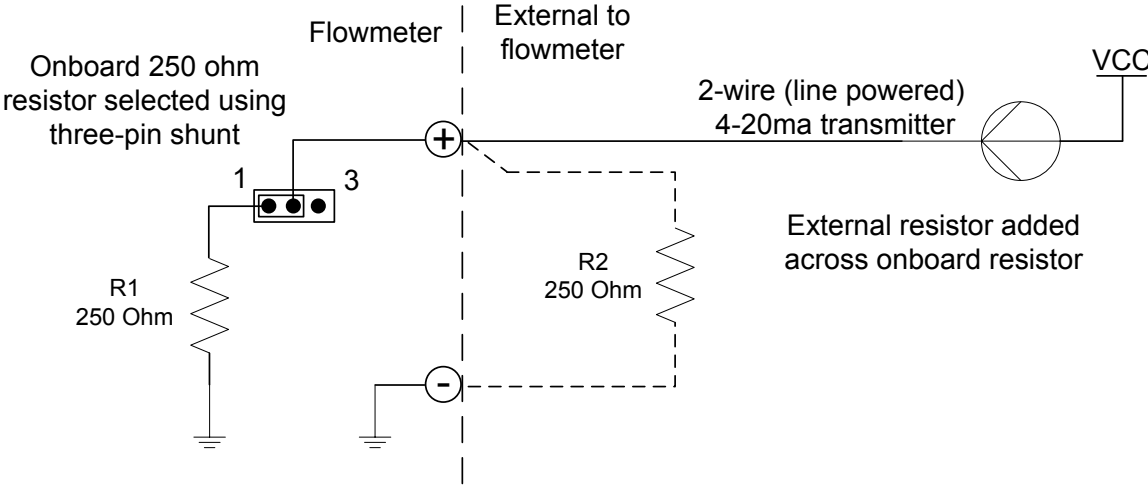 Flowmeter
External to
flowmeter
Onboard 250 ohm
resistor selected using
three-pin shunt
VCC
2-wire (line powered)
4-20ma transmitter
+
1
3
External resistor added
across onboard resistor
R2
250 Ohm
R1
250 Ohm
-